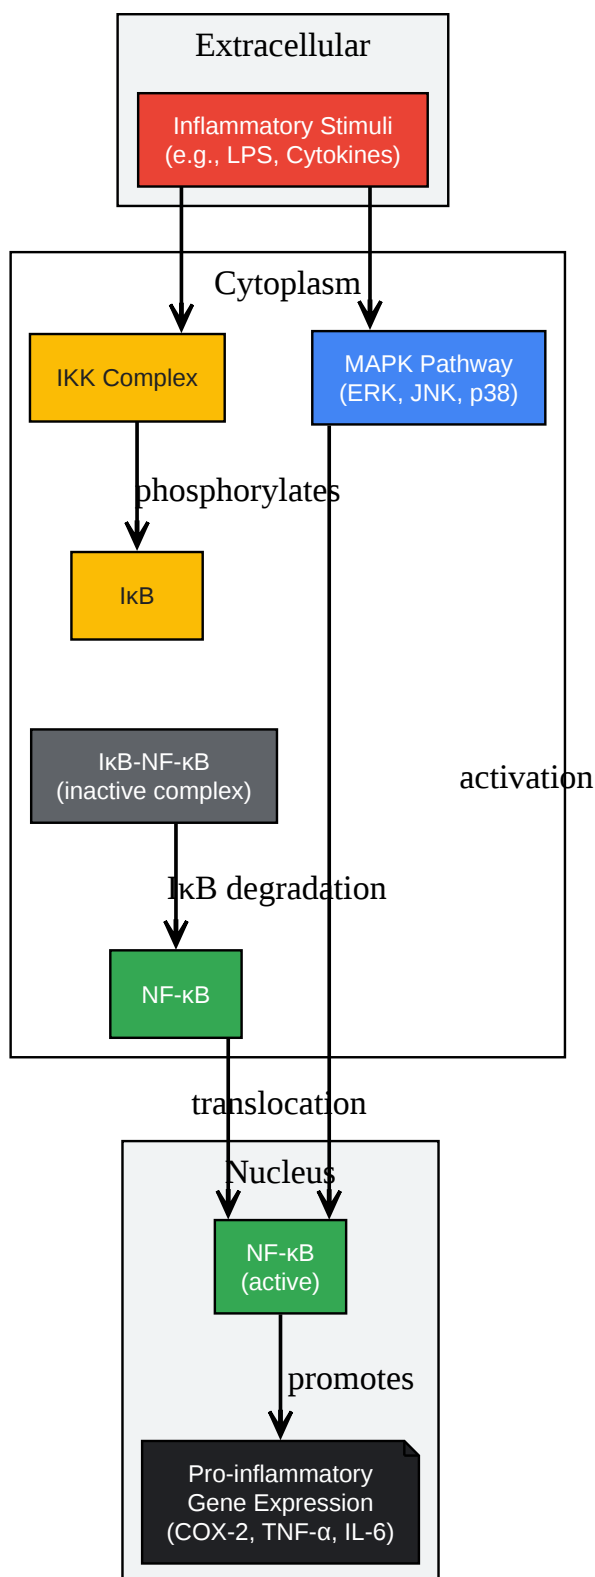 Extracellular
Inflammatory Stimuli
(e.g., LPS, Cytokines)
Cytoplasm
IKK Complex
MAPK Pathway
(ERK, JNK, p38)
phosphorylates
IκB
IκB-NF-κB
(inactive complex)
activation
IκB degradation
NF-κB
translocation
Nucleus
NF-κB
(active)
promotes
Pro-inflammatory
Gene Expression
(COX-2, TNF-α, IL-6)